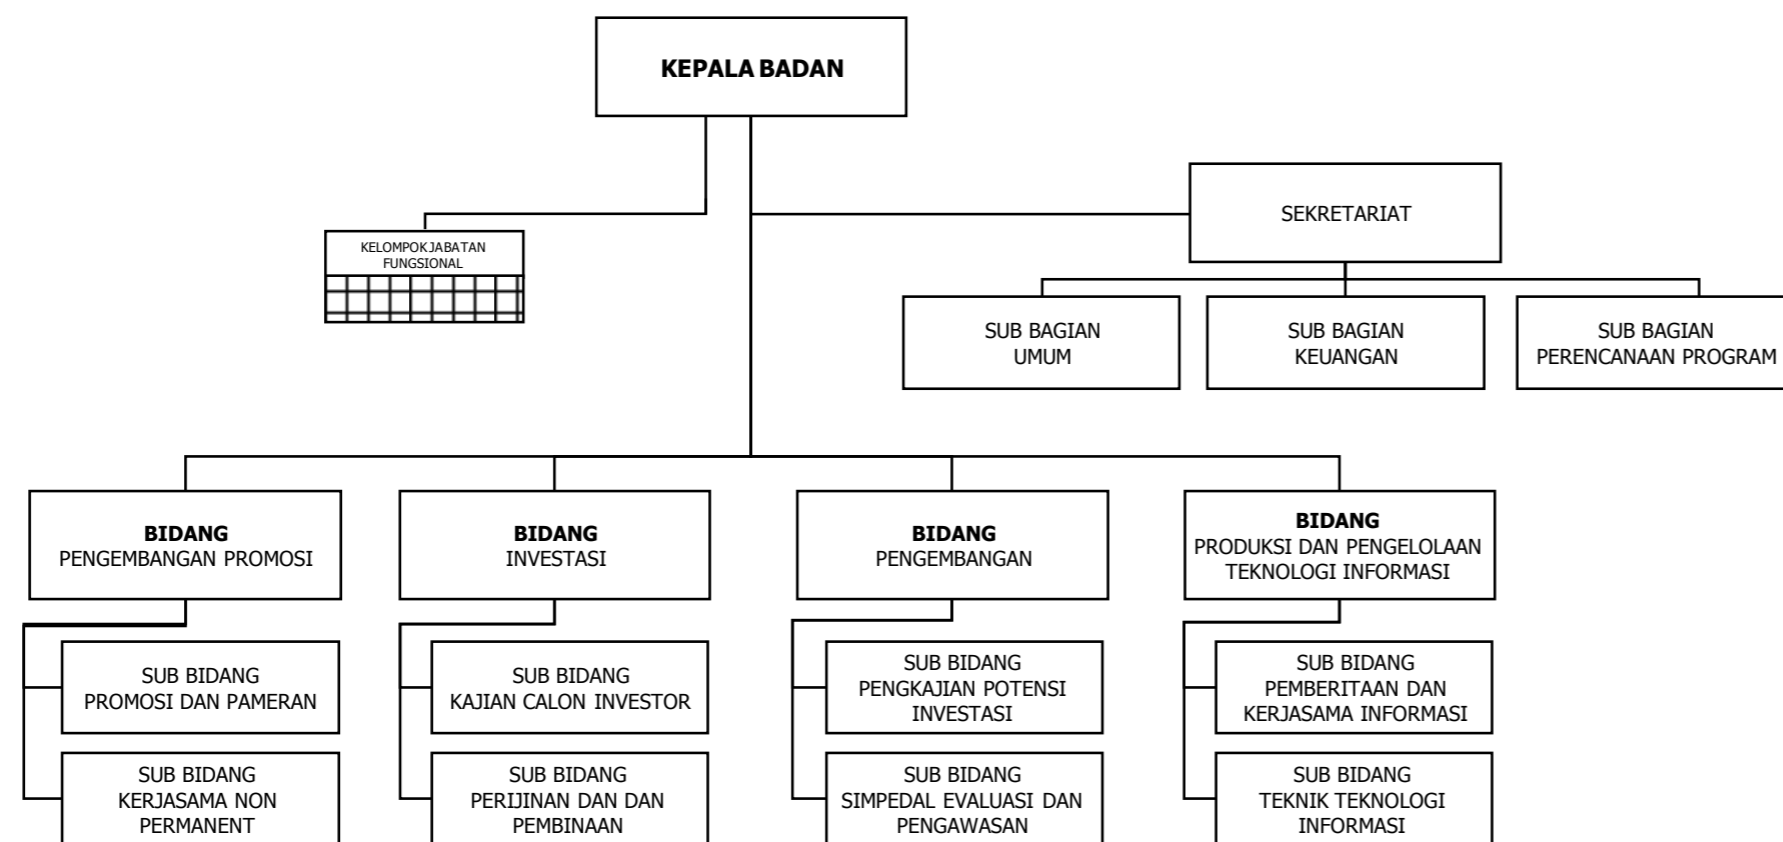 KEPALA BADAN
SEKRETARIAT
KELOMPOK JABATAN
FUNGSIONAL
SUB BAGIAN
UMUM
SUB BAGIAN
KEUANGAN
SUB BAGIAN
PERENCANAAN PROGRAM
BIDANG
PENGEMBANGAN PROMOSI
BIDANG
INVESTASI
BIDANG
PENGEMBANGAN
BIDANG
PRODUKSI DAN PENGELOLAAN
TEKNOLOGI INFORMASI
SUB BIDANG
PROMOSI DAN PAMERAN
SUB BIDANG
KAJIAN CALON INVESTOR
SUB BIDANG
PENGKAJIAN POTENSI
INVESTASI
SUB BIDANG
PEMBERITAAN DAN
KERJASAMA INFORMASI
SUB BIDANG
KERJASAMA NON
PERMANENT
SUB BIDANG
PERIJINAN DAN DAN
PEMBINAAN
SUB BIDANG
SIMPEDAL EVALUASI DAN
PENGAWASAN
SUB BIDANG
TEKNIK TEKNOLOGI
INFORMASI